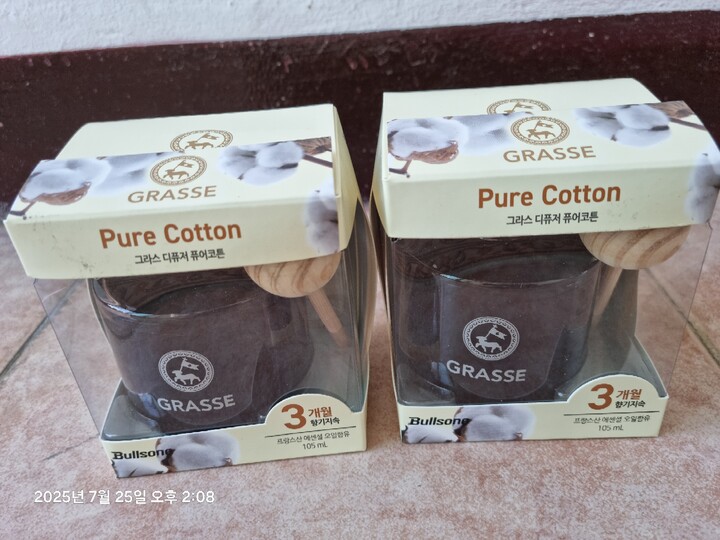 GRASSE
Pure Cotton
그라스 디퓨저 퓨어코튼
GRASSE
3개월
향기지속
프랑스산 에센셜 오일함유
105 mL
Bullsone
GRASSE
Pure Cotton
그라스 디퓨저 퓨어코튼
GRASSE
3개월
향기지속
프랑스산 에센셜 오일함유
105 mL
Bullsone
2025년 7월 25일 오후 2:08